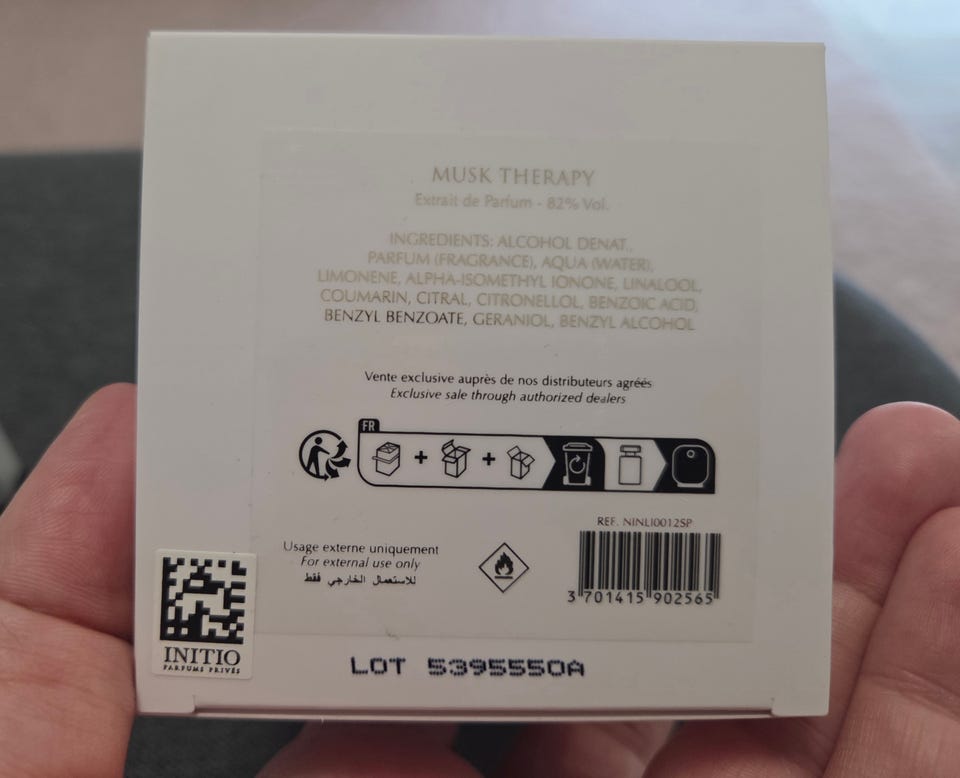 MUSK THERAPY
Extrait de Parfum - 82% Vol.
INGREDIENTS: ALCOHOL DENAT.,
PARFUM (FRAGRANCE), AQUA (WATER),
LIMONENE, ALPHA-ISOMETHYL IONONE, LINALOOL,
COUMARIN, CITRAL, CITRONELLOL, BENZOIC ACID,
BENZYL BENZOATE, GERANIOL, BENZYL ALCOHOL
Vente exclusive auprès de nos distributeurs agréés
Exclusive sale through authorized dealers
FR
REF. NINLI0012SP
Usage externe uniquement
For external use only
للاستعمال الخارجي فقط
3 701415 902565
INITIO
PARFUMS PRIVÉS
LOT 5395550A